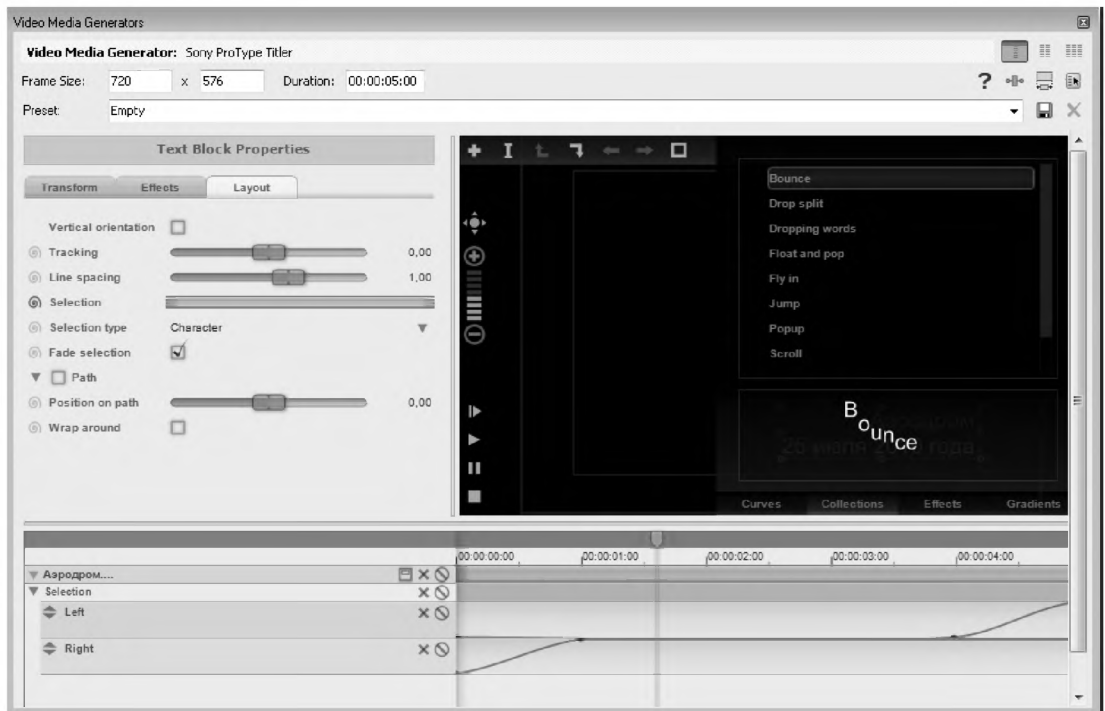 Video Media Generators
Video Media Generator: Sony ProType Titler
Frame Size: 720 x 576 Duration: 00:00:05:00
Preset: Empty
Text Block Properties
Transform Effects Layout
Vertical orientation
Tracking 0,00
Line spacing 1,00
Selection
Selection type Character
Fade selection
Path
Position on path 0,00
Wrap around
Bounce
Drop split
Dropping words
Float and pop
Fly in
Jump
Popup
Scroll
Bounce
Curves Collections Effects Gradients
00:00:00:00 00:00:01:00 00:00:02:00 00:00:03:00 00:00:04:00
Аэродром....
Selection
Left
Right